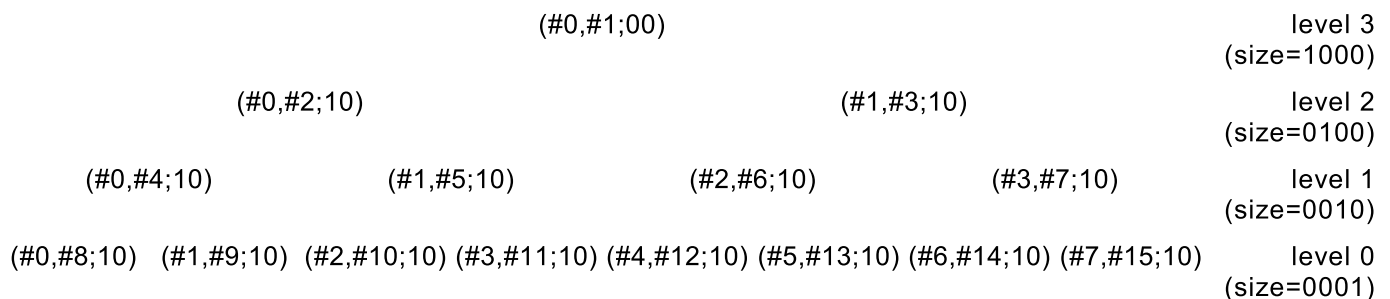 (#0,#1;00) level 3
(size=1000)
(#0,#2;10) (#1,#3;10) level 2
(size=0100)
(#0,#4;10) (#1,#5;10) (#2,#6;10) (#3,#7;10) level 1
(size=0010)
(#0,#8;10) (#1,#9;10) (#2,#10;10) (#3,#11;10) (#4,#12;10) (#5,#13;10) (#6,#14;10) (#7,#15;10) level 0
(size=0001)